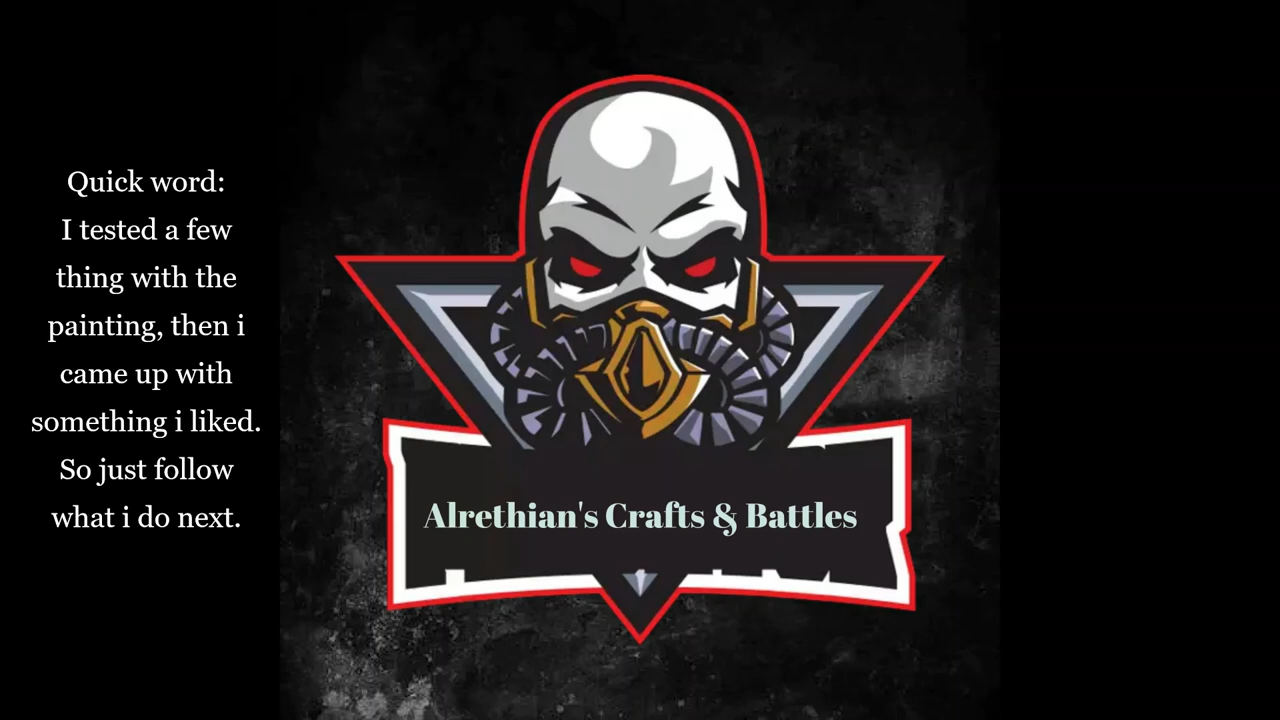 Quick word:
I tested a few
thing with the
painting, then i
came up with
something i liked.
So just follow
what i do next.
Alrethian's Crafts & Battles